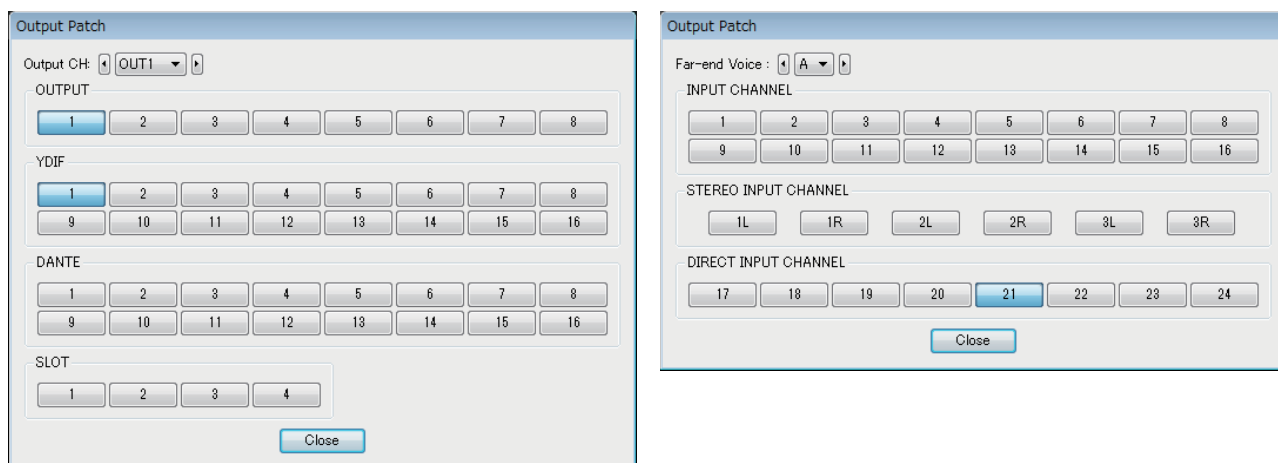 Output Patch
Output CH: OUT1
OUTPUT
1 2 3 4 5 6 7 8
YDIF
1 2 3 4 5 6 7 8
9 10 11 12 13 14 15 16
DANTE
1 2 3 4 5 6 7 8
9 10 11 12 13 14 15 16
SLOT
1 2 3 4
Close
Output Patch
Far-end Voice : A
INPUT CHANNEL
1 2 3 4 5 6 7 8
9 10 11 12 13 14 15 16
STEREO INPUT CHANNEL
1L 1R 2L 2R 3L 3R
DIRECT INPUT CHANNEL
17 18 19 20 21 22 23 24
Close